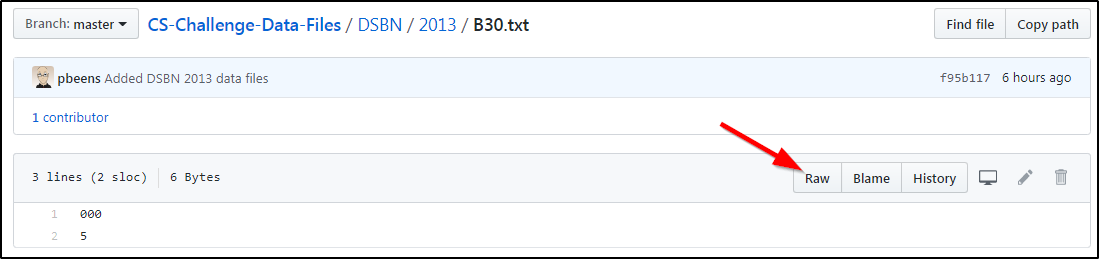 Branch: master CS-Challenge-Data-Files / DSBN / 2013 / B30.txt Find file Copy path
pbeens Added DSBN 2013 data files f95b117 6 hours ago
1 contributor
3 lines (2 sloc) 6 Bytes Raw Blame History
1 000
2 5